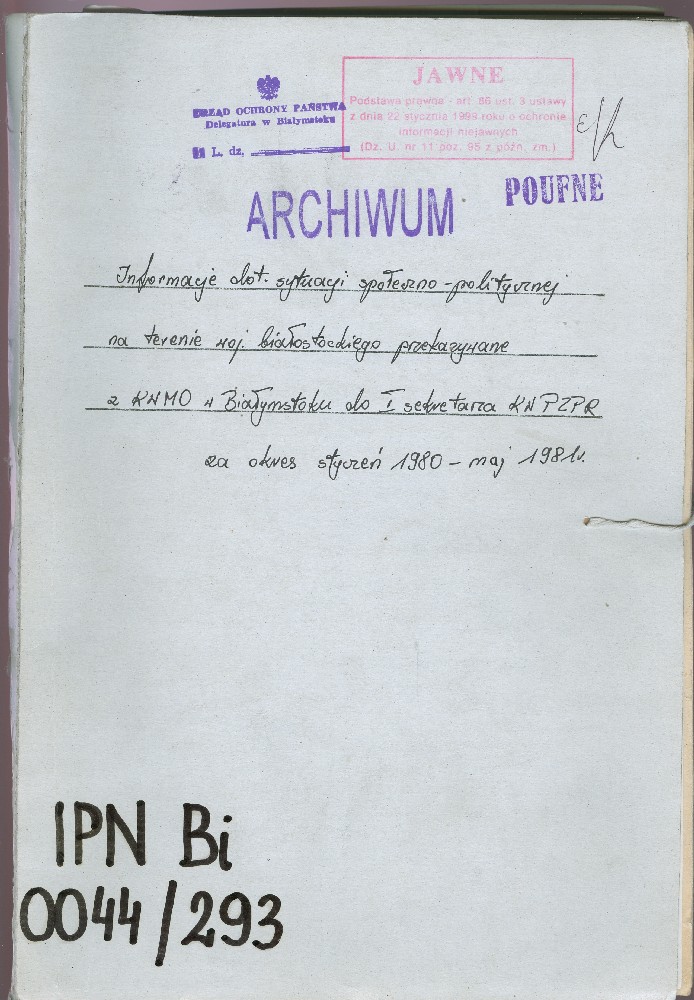 URZĄD OCHRONY PAŃSTWA
Delegatura w Białymstoku
L. dz.
JAWNE
Podstawa prawna - art. 86 ust. 3 ustawy
z dnia 22 stycznia 1999 roku o ochronie
informacji niejawnych
(Dz. U. nr 11 poz. 95 z późn. zm.)
POUFNE
ARCHIWUM
Informacje dot. sytuacji społeczno-politycznej
na terenie woj. białostockiego przekazywane
z KWMO w Białymstoku do I sekretarza KW PZPR
za okres styczeń 1980 - maj 1981r.
IPN Bi
0044/293